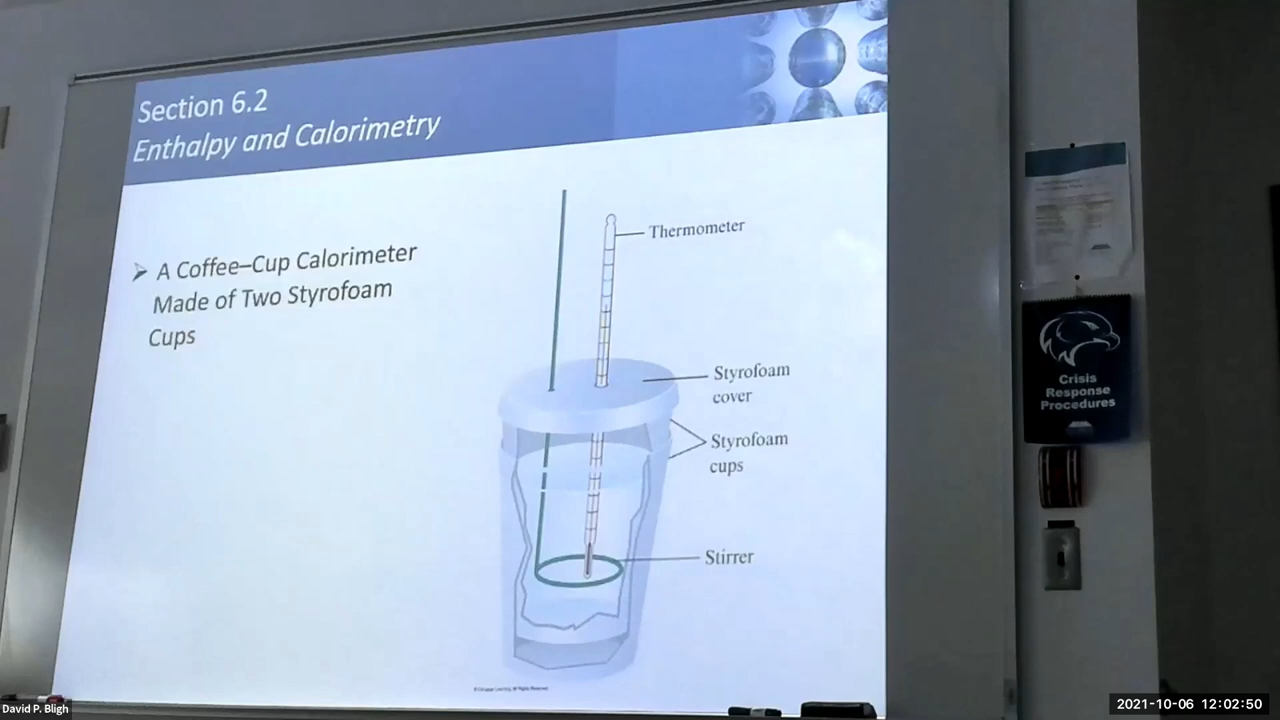 Section 6.2
Enthalpy and Calorimetry
A Coffee–Cup Calorimeter
Made of Two Styrofoam
Cups
Thermometer
Styrofoam
cover
Styrofoam
cups
Stirrer
Crisis
Response
Procedures
David P. Bligh
2021-10-06 12:02:50